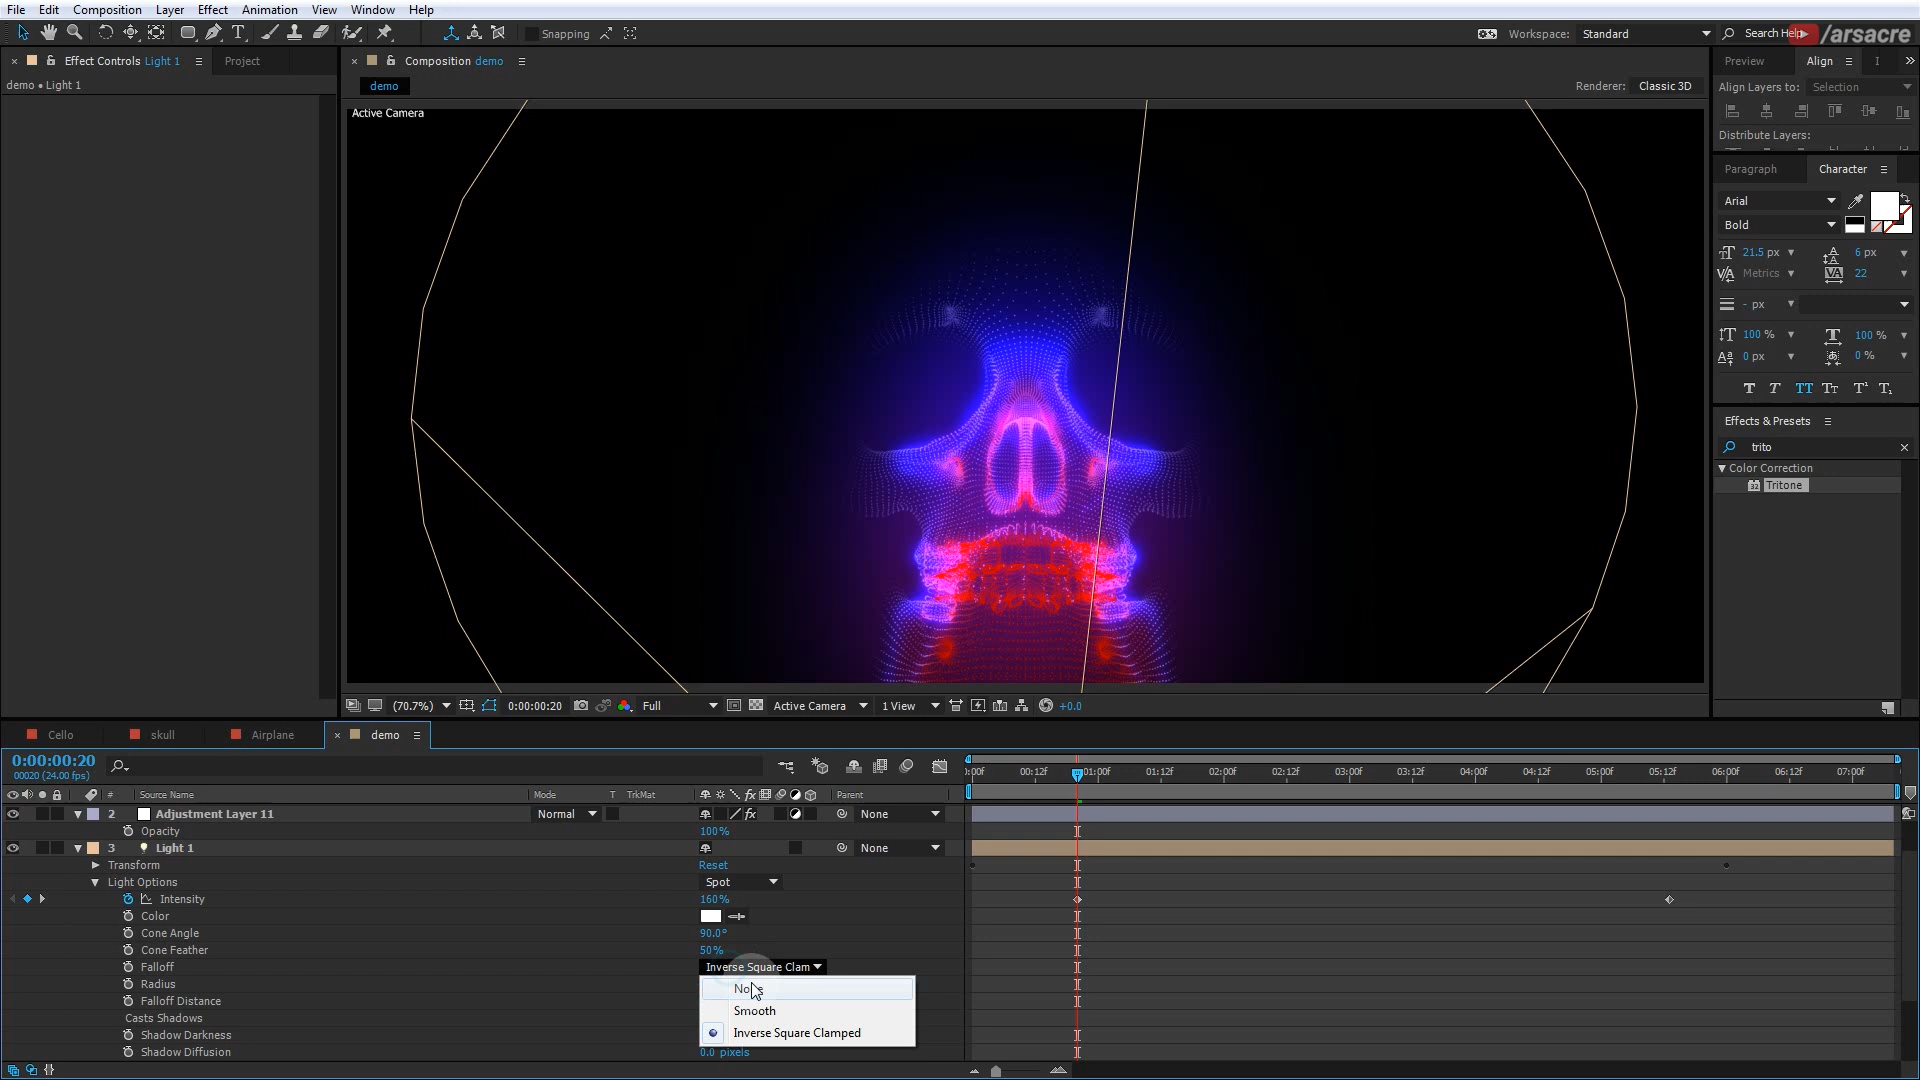 File Edit Composition Layer Effect Animation View Window Help
Snapping
Workspace: Standard
Search Help
/arsacre
Effect Controls Light 1
Project
demo • Light 1
Composition demo
demo
Renderer: Classic 3D
Active Camera
Preview
Align
Align Layers to: Selection
Distribute Layers:
Paragraph
Character
Arial
Bold
21.5 px
6 px
Metrics
22
- px
100 %
100 %
0 px
0 %
Effects & Presets
trito
Color Correction
Tritone
(70.7%)
0:00:00:20
Full
Active Camera
1 View
+0.0
Cello
skull
Airplane
demo
0:00:00:20
00020 (24.00 fps)
# Source Name Mode T TrkMat Parent
:00f 00:12f 01:00f 01:12f 02:00f 02:12f 03:00f 03:12f 04:00f 04:12f 05:00f 05:12f 06:00f 06:12f 07:00f
2 Adjustment Layer 11 Normal None
Opacity 100%
3 Light 1 None
Transform Reset
Light Options Spot
Intensity 160%
Color
Cone Angle 90.0°
Cone Feather 50%
Falloff Inverse Square Clam
Radius
Falloff Distance
Casts Shadows
Shadow Darkness
Shadow Diffusion 0.0 pixels
None
Smooth
Inverse Square Clamped